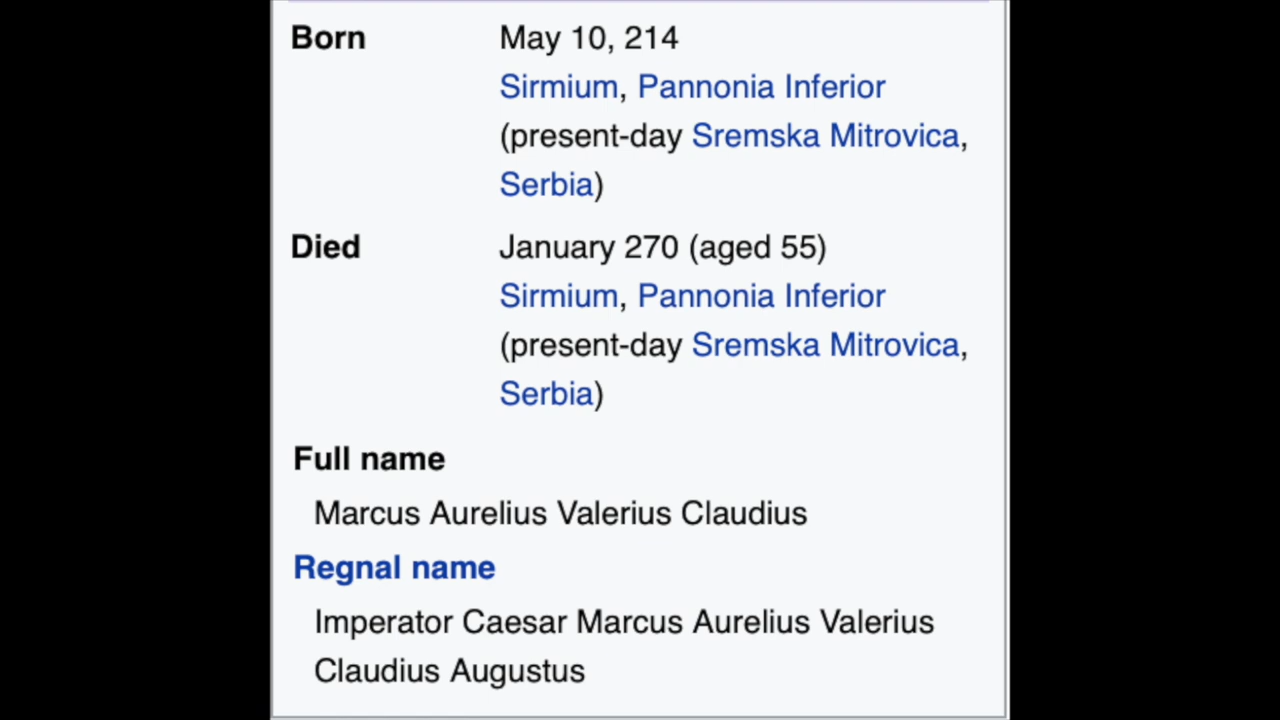 Born May 10, 214
Sirmium, Pannonia Inferior
(present-day Sremska Mitrovica,
Serbia)
Died January 270 (aged 55)
Sirmium, Pannonia Inferior
(present-day Sremska Mitrovica,
Serbia)
Full name
Marcus Aurelius Valerius Claudius
Regnal name
Imperator Caesar Marcus Aurelius Valerius
Claudius Augustus